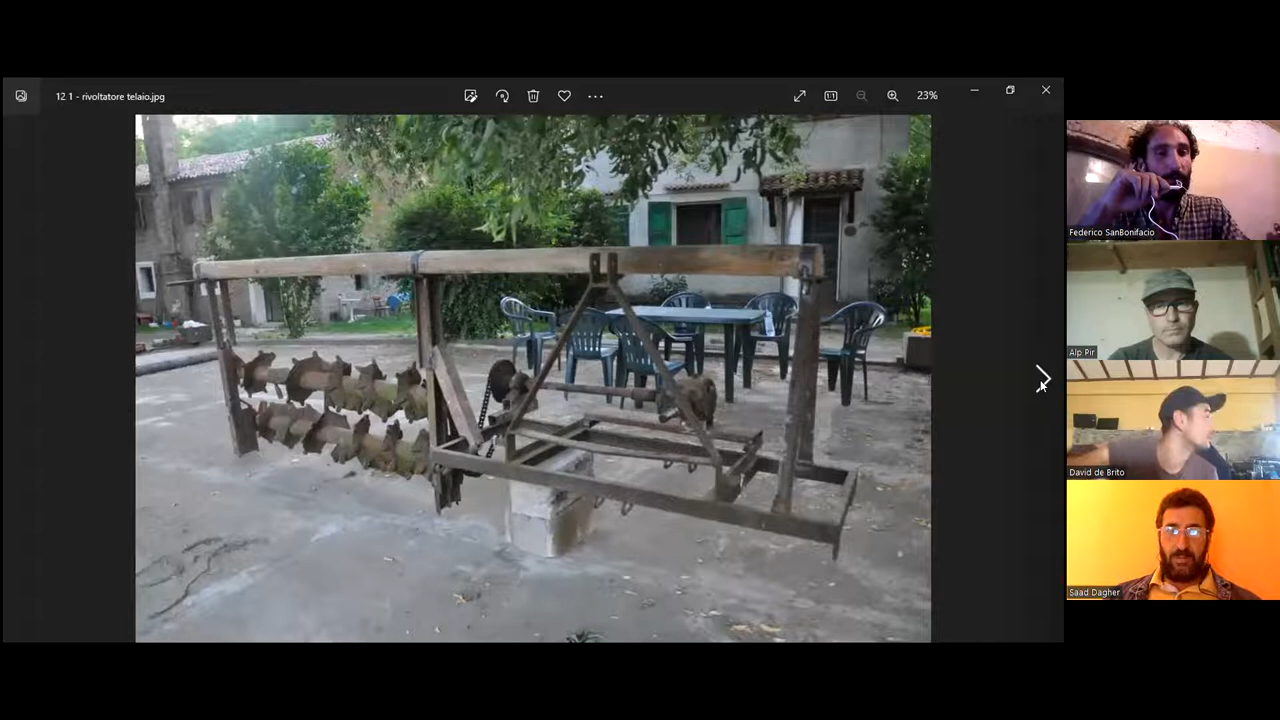 12 1 - rivoltatore telaio.jpg
23%
Federico SanBonifacio
Alp Pir
David de Brito
Saad Dagher